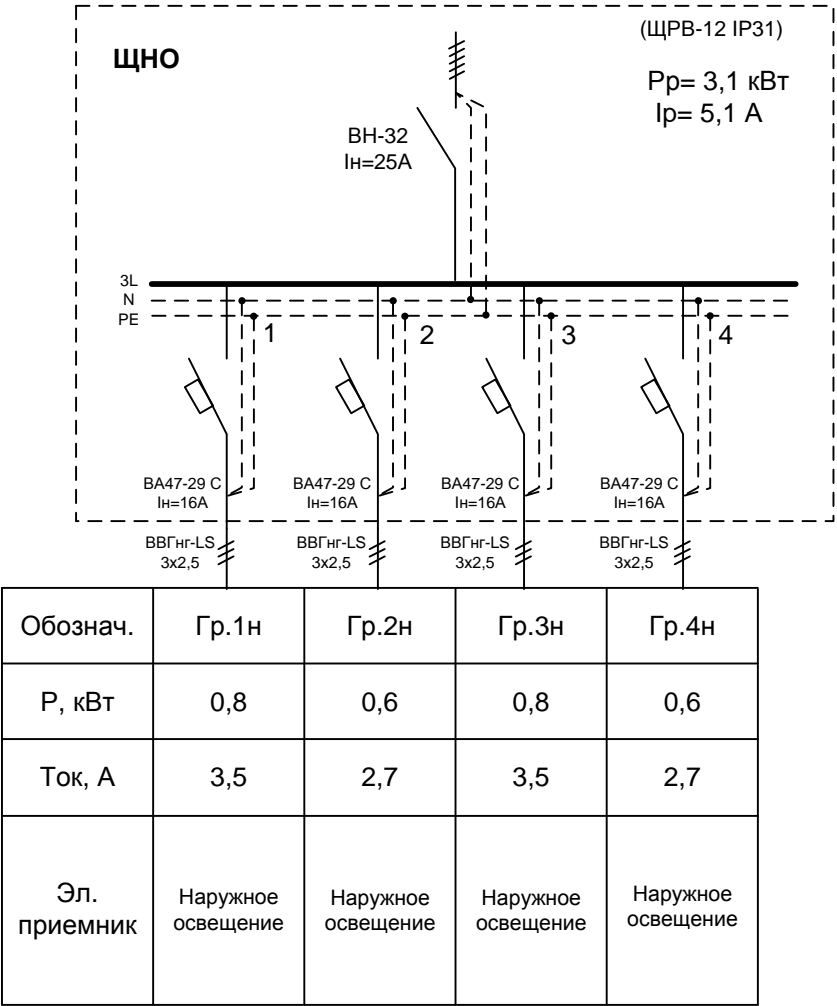 (ЩРВ-12 IP31)
ЩНО
Рр= 3,1 кВт
Iр= 5,1 А
ВН-32
Iн=25А
3L
N
PE
1
2
3
4
ВА47-29 С
Iн=16А
ВА47-29 С
Iн=16А
ВА47-29 С
Iн=16А
ВА47-29 С
Iн=16А
ВВГнг-LS
3х2,5
ВВГнг-LS
3х2,5
ВВГнг-LS
3х2,5
ВВГнг-LS
3х2,5
Обознач. Гр.1н Гр.2н Гр.3н Гр.4н
Р, кВт 0,8 0,6 0,8 0,6
Ток, А 3,5 2,7 3,5 2,7
Эл.
приемник
Наружное
освещение
Наружное
освещение
Наружное
освещение
Наружное
освещение